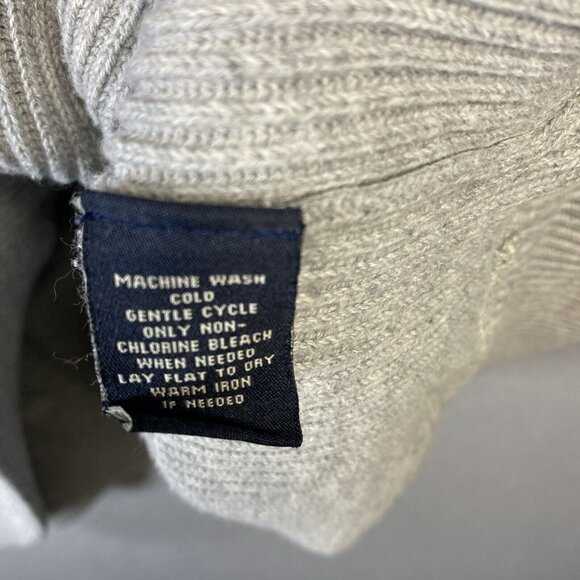 MACHINE WASH
COLD
GENTLE CYCLE
ONLY NON-
CHLORINE BLEACH
WHEN NEEDED
LAY FLAT TO DRY
WARM IRON
IF NEEDED